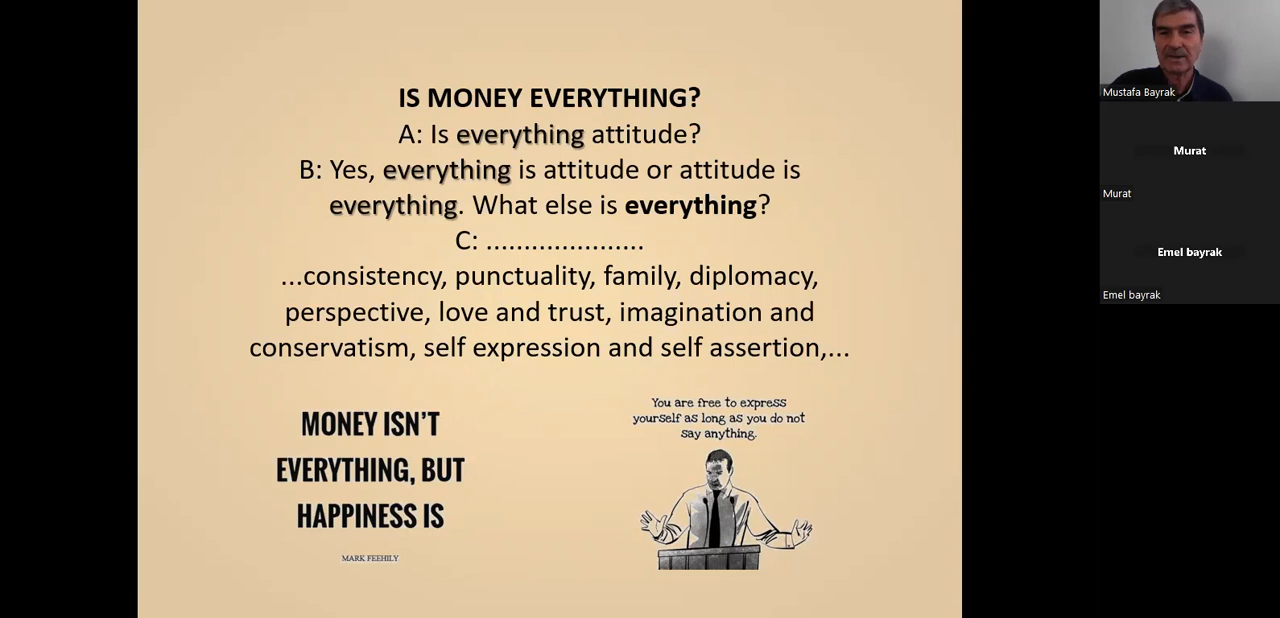 IS MONEY EVERYTHING?
A: Is everything attitude?
B: Yes, everything is attitude or attitude is
everything. What else is everything?
C: .....................
...consistency, punctuality, family, diplomacy,
perspective, love and trust, imagination and
conservatism, self expression and self assertion,...
MONEY ISN'T
EVERYTHING, BUT
HAPPINESS IS
MARK FEEHILY
You are free to express
yourself as long as you do not
say anything.
Mustafa Bayrak
Murat
Murat
Emel bayrak
Emel bayrak